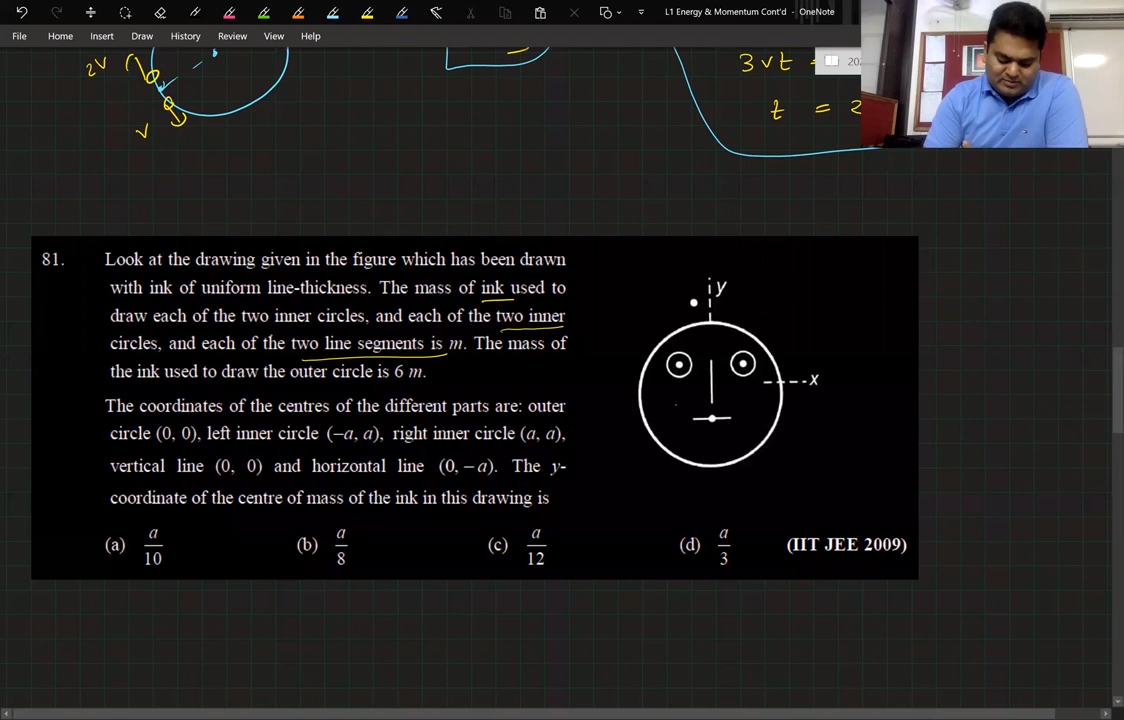 L1 Energy & Momentum Cont'd - OneNote
File Home Insert Draw History Review View Help
2v
v
3vt =
t = 2
20
81. Look at the drawing given in the figure which has been drawn
with ink of uniform line-thickness. The mass of ink used to
draw each of the two inner circles, and each of the two inner
circles, and each of the two line segments is m. The mass of
the ink used to draw the outer circle is 6 m.
The coordinates of the centres of the different parts are: outer
circle (0, 0), left inner circle (−a, a), right inner circle (a, a),
vertical line (0, 0) and horizontal line (0, − a). The y-
coordinate of the centre of mass of the ink in this drawing is
(a) a/10 (b) a/8 (c) a/12 (d) a/3 (IIT JEE 2009)
y
x